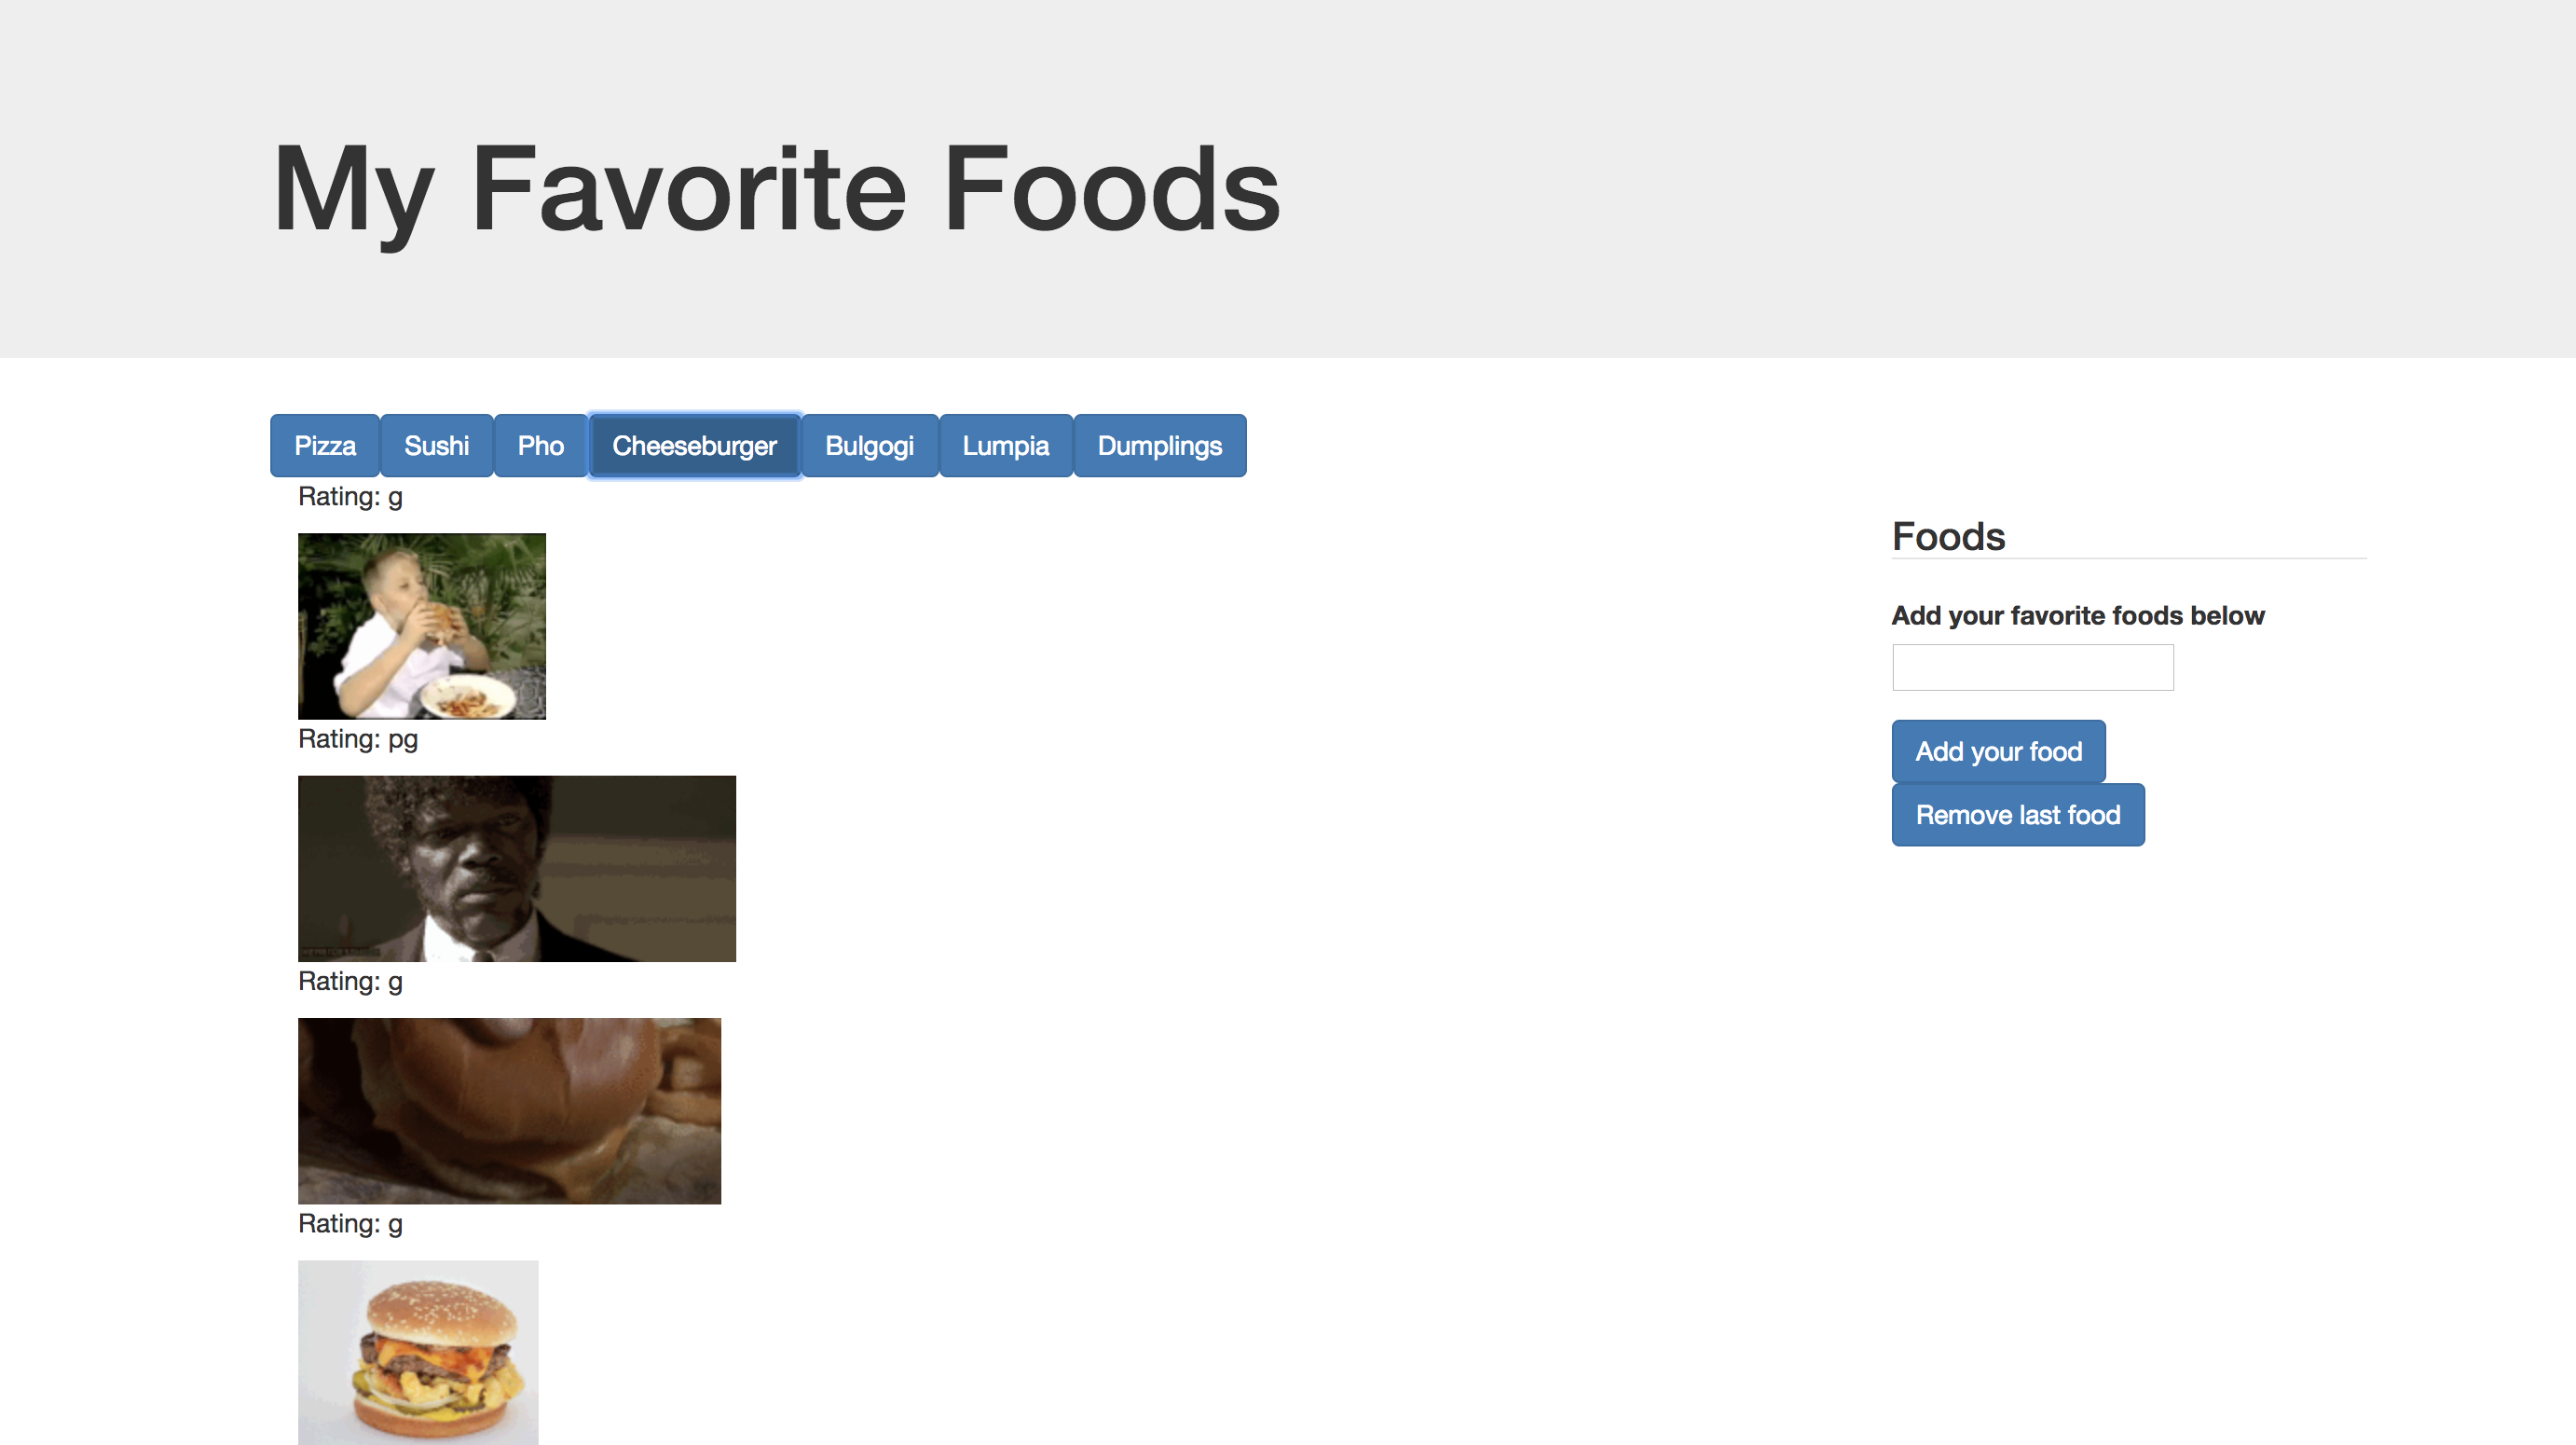 My Favorite Foods
Pizza Sushi Pho Cheeseburger Bulgogi Lumpia Dumplings
Rating: g
Rating: pg
Rating: g
Rating: g
Foods
Add your favorite foods below
Add your food
Remove last food